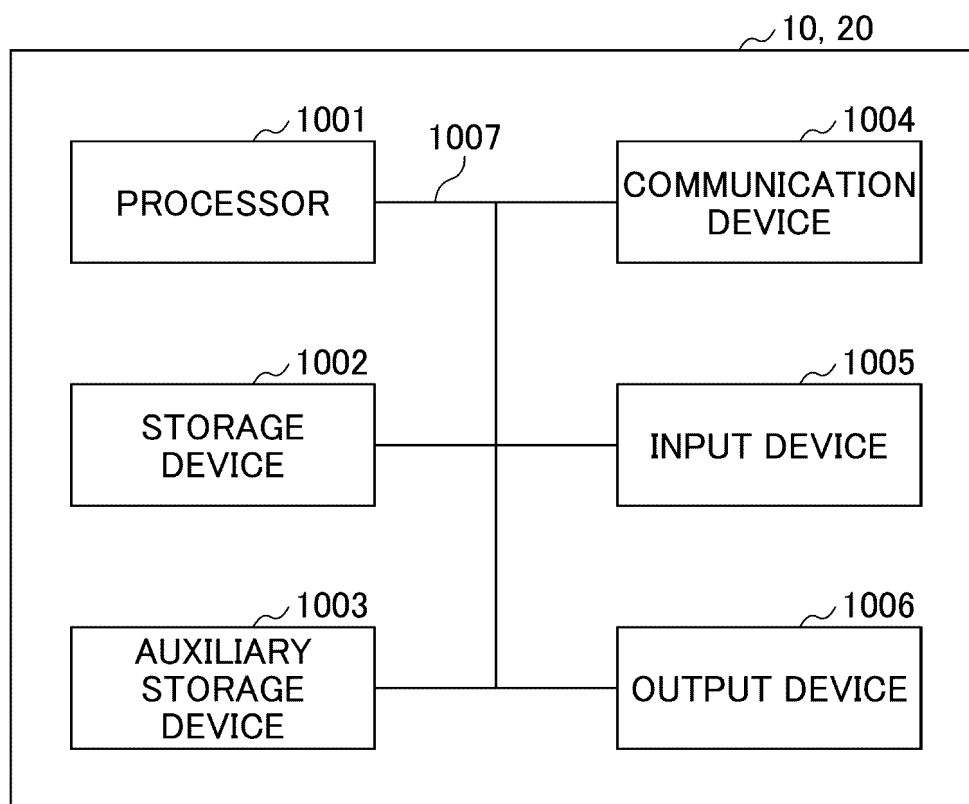 10, 20
1001
PROCESSOR
1007
1004
COMMUNICATION
DEVICE
1002
STORAGE
DEVICE
1005
INPUT DEVICE
1003
AUXILIARY
STORAGE
DEVICE
1006
OUTPUT DEVICE